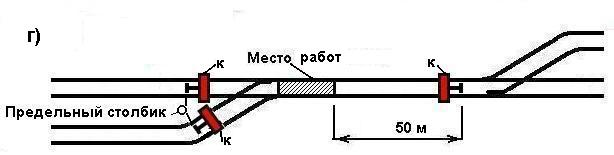 г)
к
Место работ
к
Предельный столбик
к
50 м